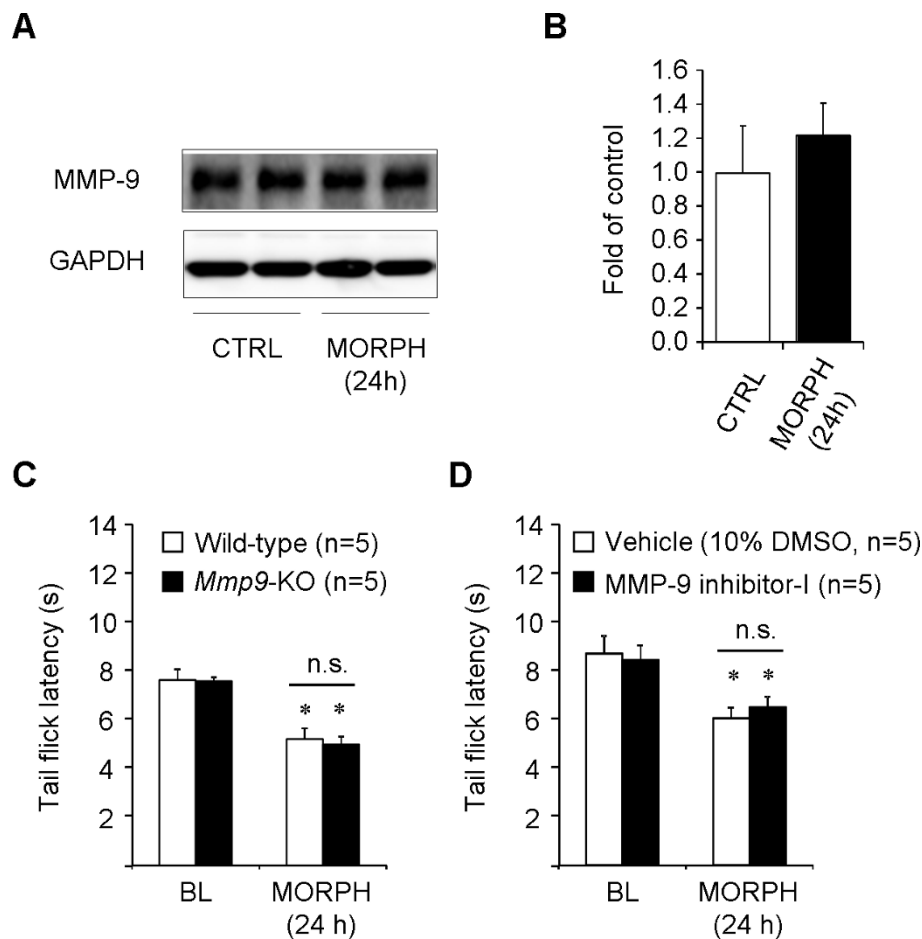 A
MMP-9
GAPDH
CTRL
MORPH
(24h)
B
Fold of control
1.6
1.4
1.2
1.0
0.8
0.6
0.4
0.2
0.0
CTRL
MORPH
(24h)
C
Tail flick latency (s)
14
12
10
8
6
4
2
Wild-type (n=5)
Mmp9-KO (n=5)
n.s.
* *
BL
MORPH
(24 h)
D
Tail flick latency (s)
14
12
10
8
6
4
2
Vehicle (10% DMSO, n=5)
MMP-9 inhibitor-I (n=5)
n.s.
* *
BL
MORPH
(24 h)